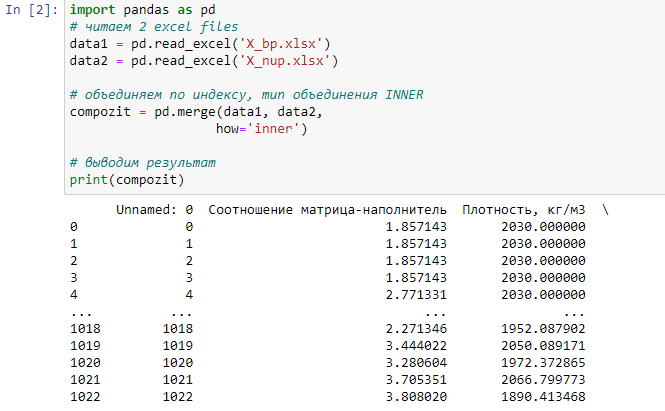 In [2]: import pandas as pd
# читаем 2 excel files
data1 = pd.read_excel('X_bp.xlsx')
data2 = pd.read_excel('X_nup.xlsx')
# объединяем по индексу, тип объединения INNER
compozit = pd.merge(data1, data2,
how='inner')
# выводим результат
print(compozit)
Unnamed: 0  Соотношение матрица-наполнитель  Плотность, кг/м3  \
0 0 1.857143 2030.000000
1 1 1.857143 2030.000000
2 2 1.857143 2030.000000
3 3 1.857143 2030.000000
4 4 2.771331 2030.000000
... ... ... ...
1018 1018 2.271346 1952.087902
1019 1019 3.444022 2050.089171
1020 1020 3.280604 1972.372865
1021 1021 3.705351 2066.799773
1022 1022 3.808020 1890.413468